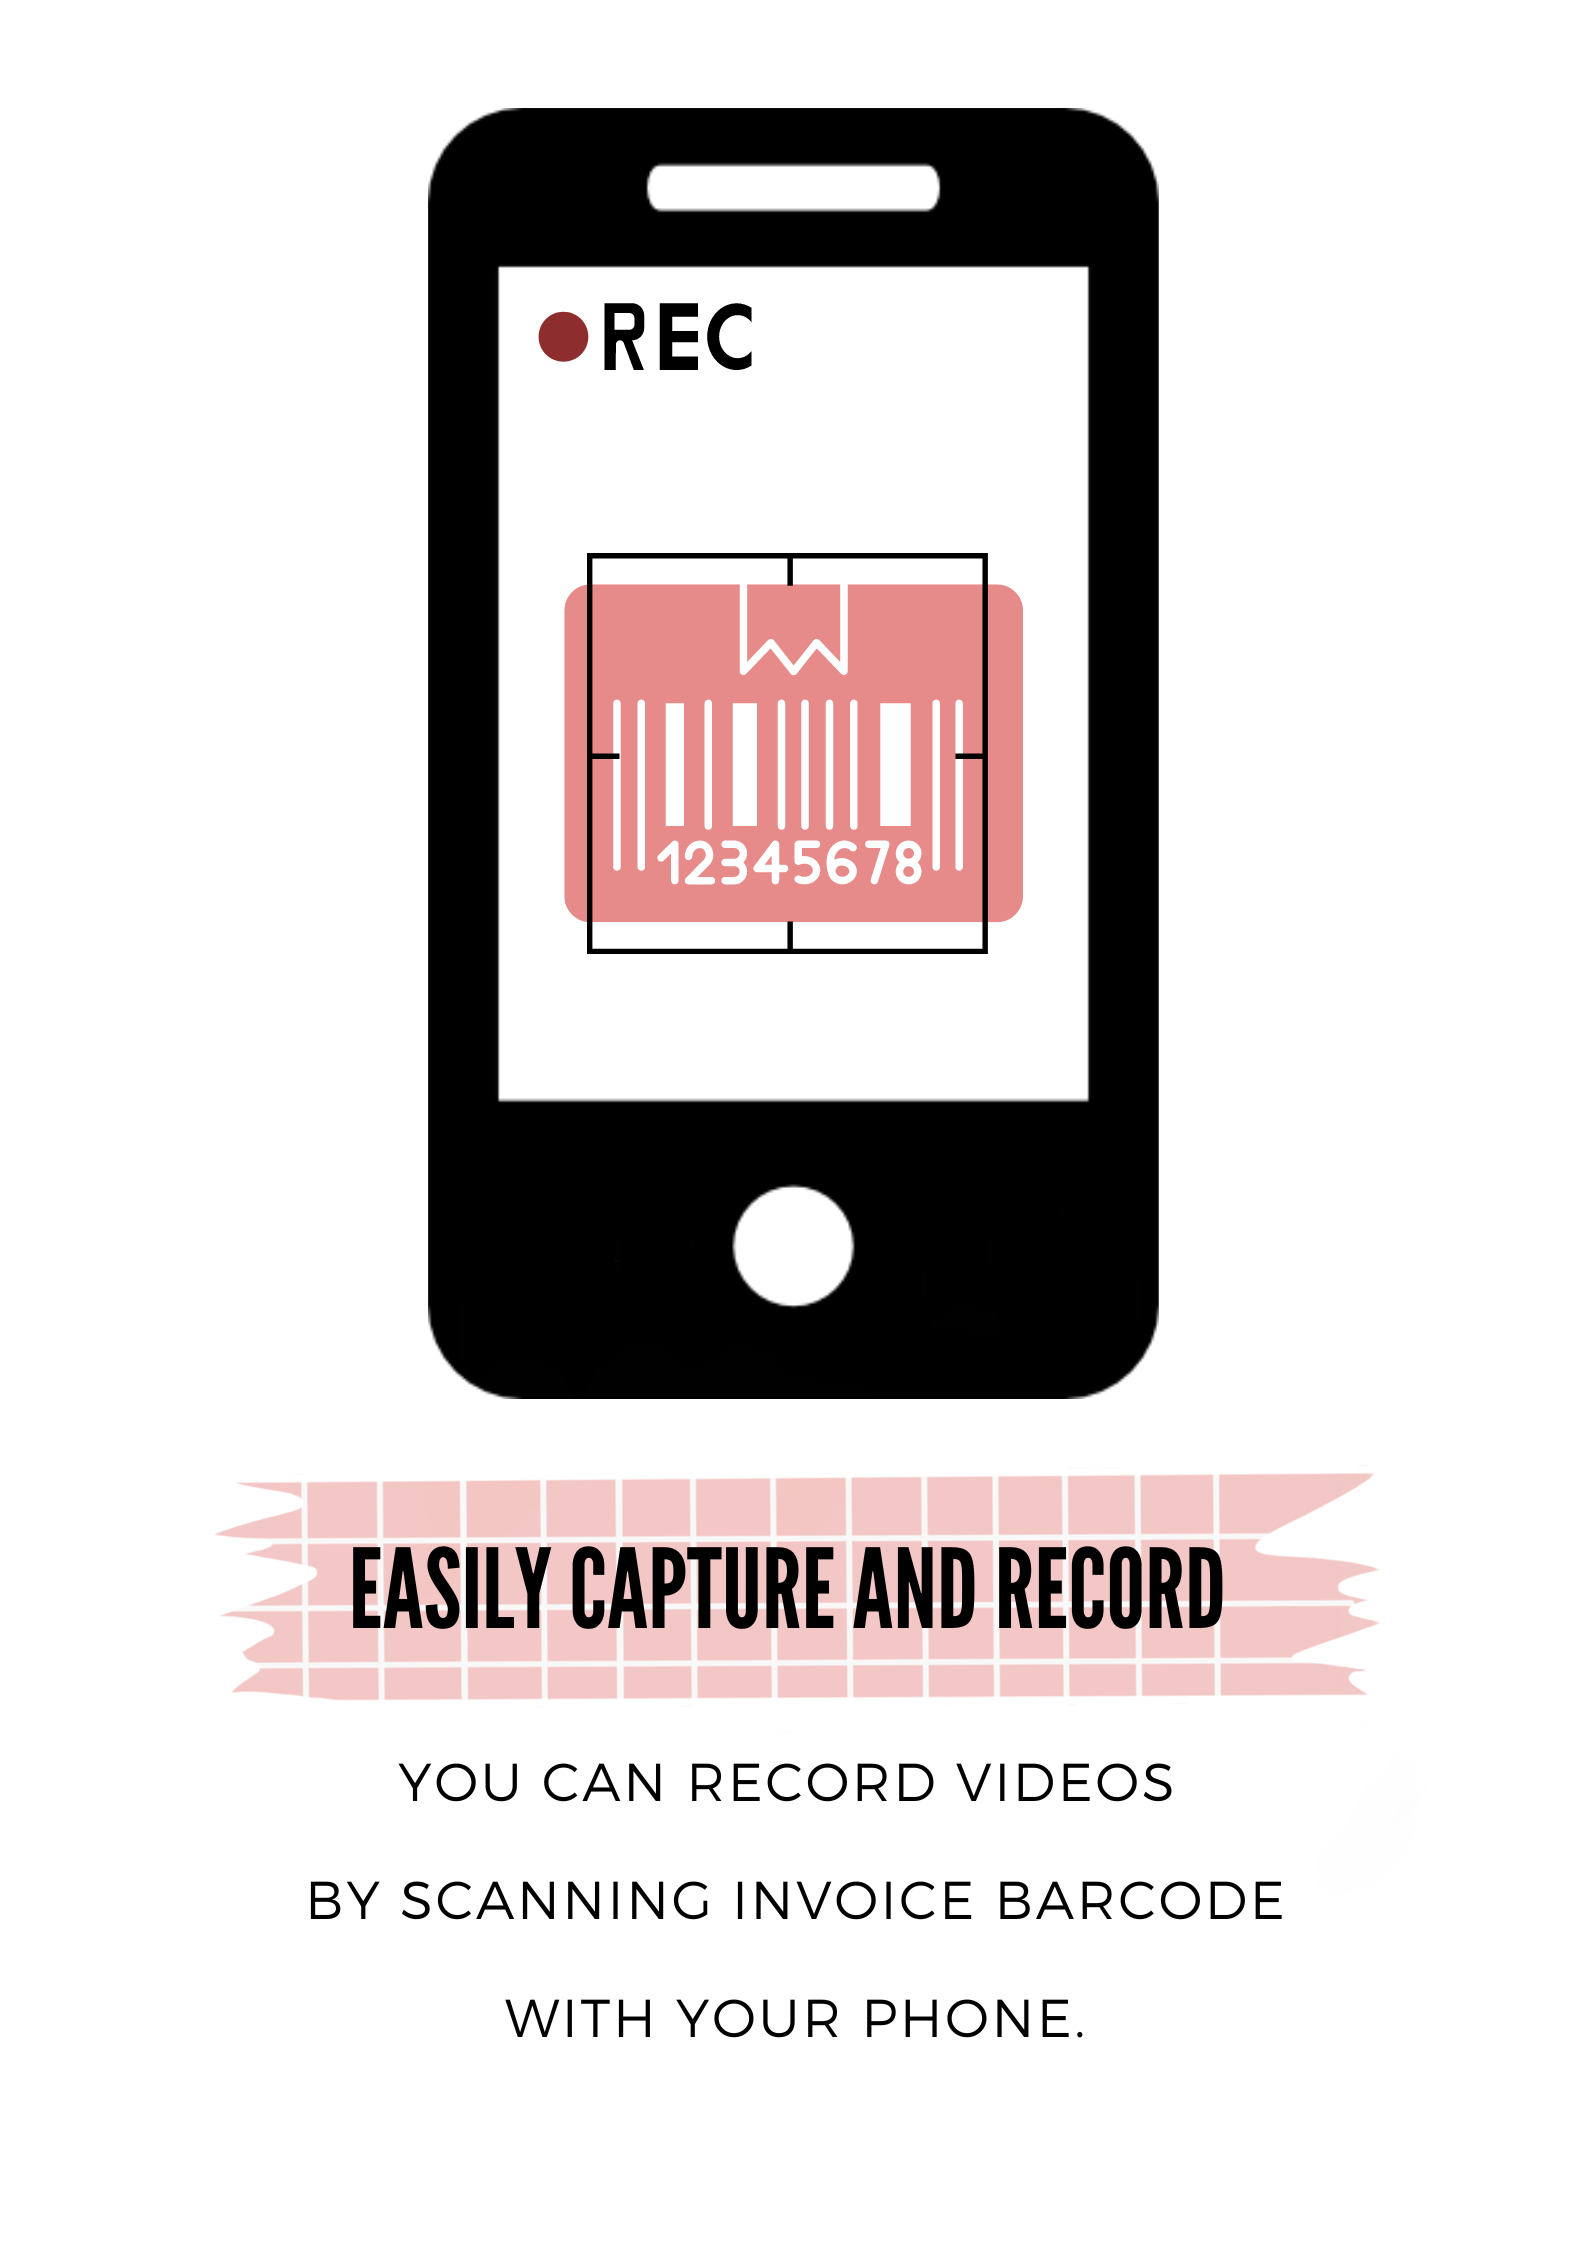 REC
12345678
EASILY CAPTURE AND RECORD
YOU CAN RECORD VIDEOS
BY SCANNING INVOICE BARCODE
WITH YOUR PHONE.